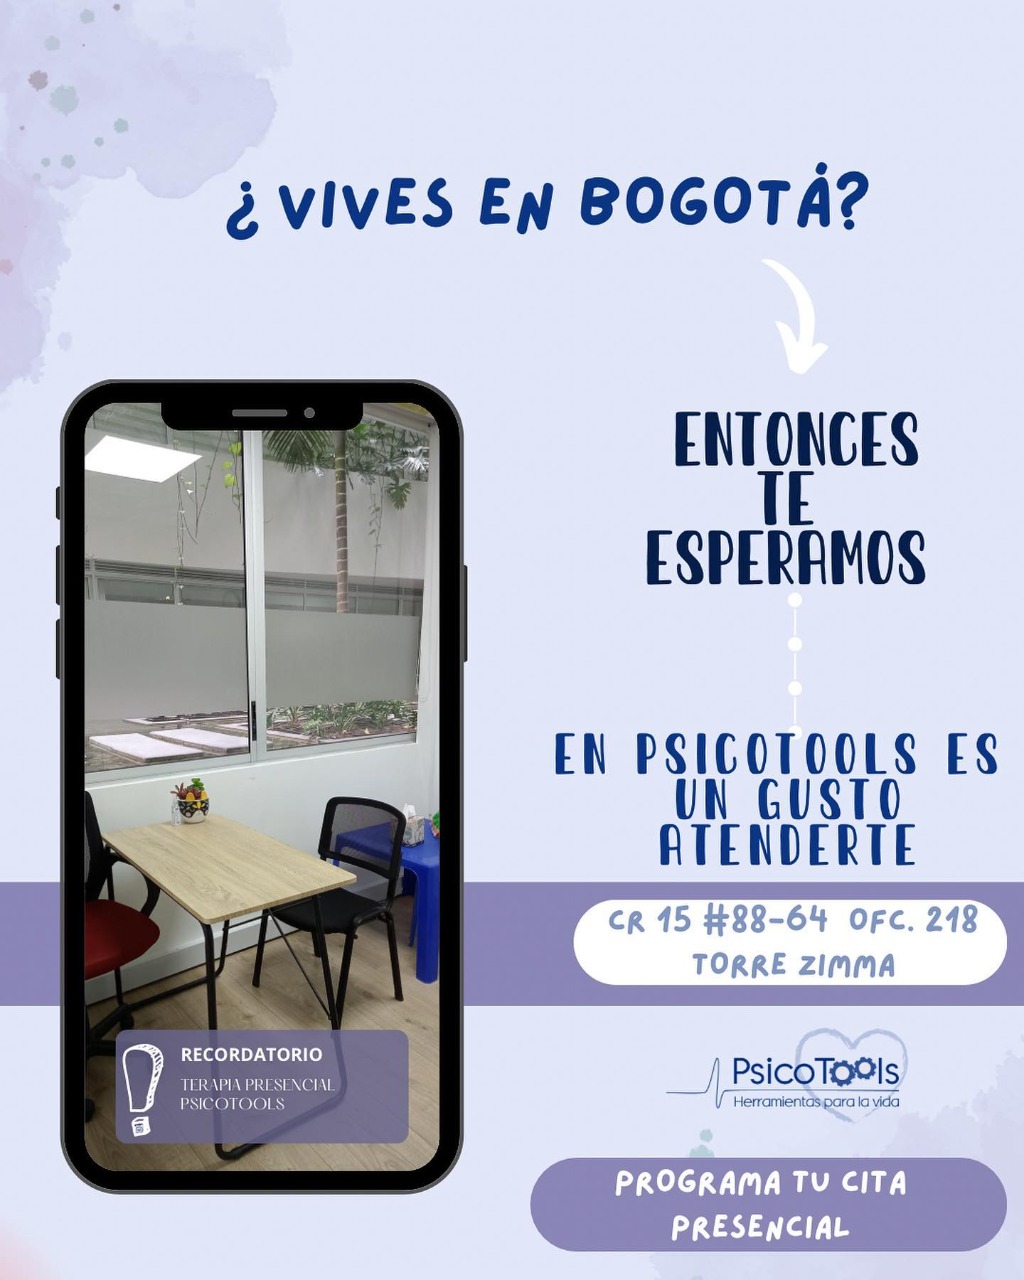 ¿VIVES EN BOGOTÁ?
ENTONCES
TE
ESPERAMOS
EN PSICOTOOLS ES
UN GUSTO
ATENDERTE
CR 15 #88-64 OFC. 218
TORRE ZIMMA
RECORDATORIO
TERAPIA PRESENCIAL
PSICOTOOLS
PsicoTools
Herramientas para la vida
PROGRAMA TU CITA
PRESENCIAL